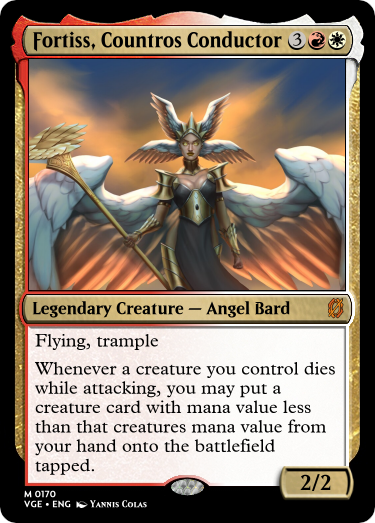 Fortiss, Countros Conductor 3
Legendary Creature — Angel Bard
Flying, trample
Whenever a creature you control dies
while attacking, you may put a
creature card with mana value less
than that creatures mana value from
your hand onto the battlefield
tapped.
2/2
M 0170
VGE • ENG Yannis Colas